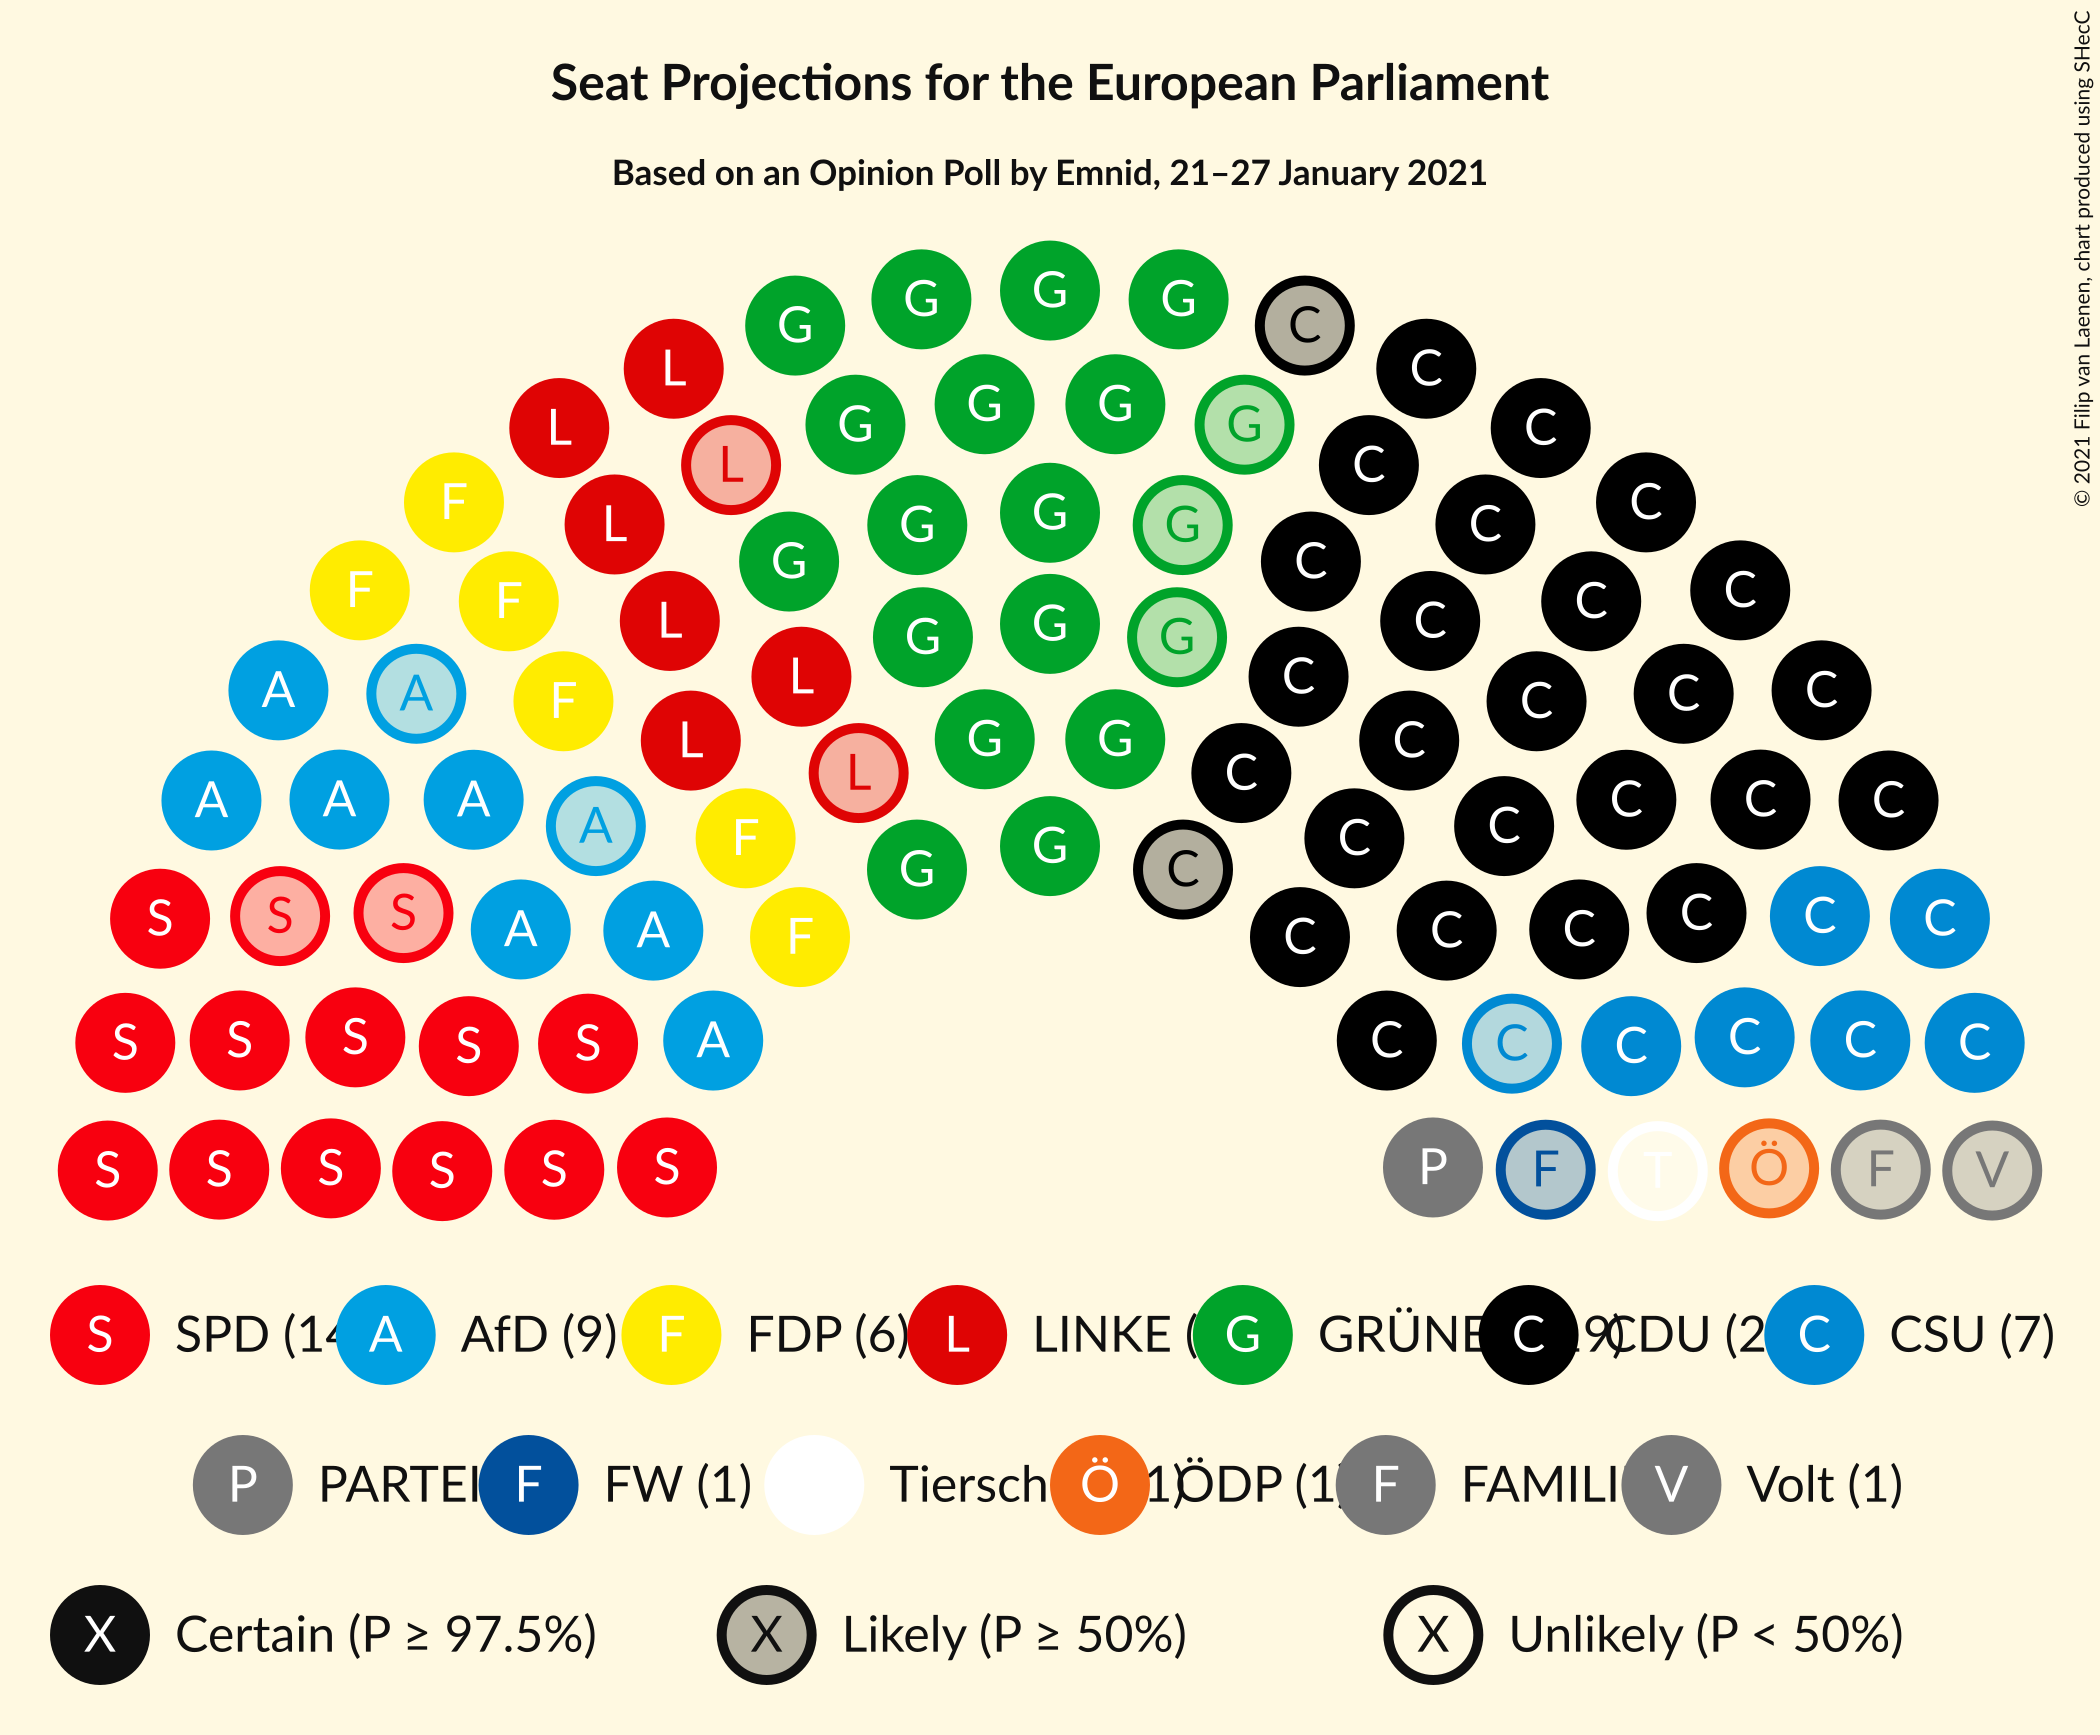 Seat Projections for the European Parliament
Based on an Opinion Poll by Emnid, 21–27 January 2021
© 2021 Filip van Laenen, chart produced using SHecC
G G G G C
L G G G G C
L L G G G G C C
F L G G C C
F F L G G G C C C C
A A F L L G G C C C C C
A A A A F L L G G C C C C C C C
S S S A A F G G C C C C C C C
S S S S S A C C C C C C
S S S S S S P F T Ö F V
S SPD (14 A AfD (9) F FDP (6) L LINKE ( G GRÜNE C 9) CDU (2 C CSU (7)
P PARTEI F FW (1) Tiersch Ö 1) ÖDP (1) F FAMILI V Volt (1)
X Certain (P ≥ 97.5%) X Likely (P ≥ 50%) X Unlikely (P < 50%)